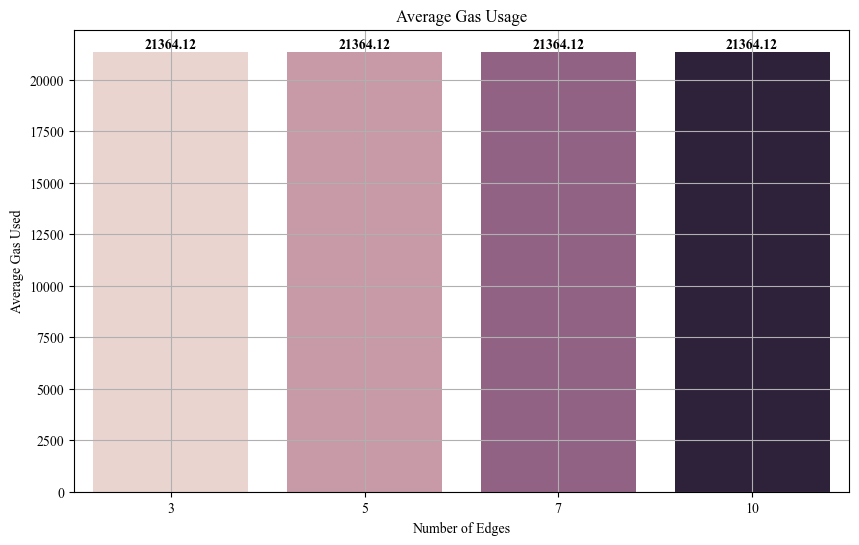 Average Gas Usage
21364.12 21364.12 21364.12 21364.12
20000
17500
15000
12500
10000
7500
5000
2500
0
Average Gas Used
3 5 7 10
Number of Edges